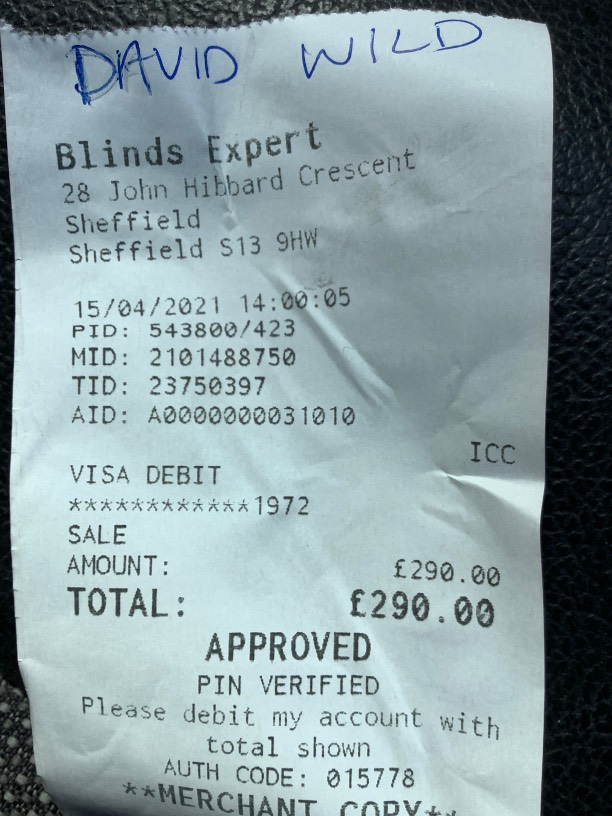 DAVID WILD
Blinds Expert
28 John Hibbard Crescent
Sheffield
Sheffield S13 9HW
15/04/2021 14:00:05
PID: 543800/423
MID: 2101488750
TID: 23750397
AID: A0000000031010
ICC
VISA DEBIT
************1972
SALE
AMOUNT: £290.00
TOTAL: £290.00
APPROVED
PIN VERIFIED
Please debit my account with
total shown
AUTH CODE: 015778
**MERCHANT COPY**